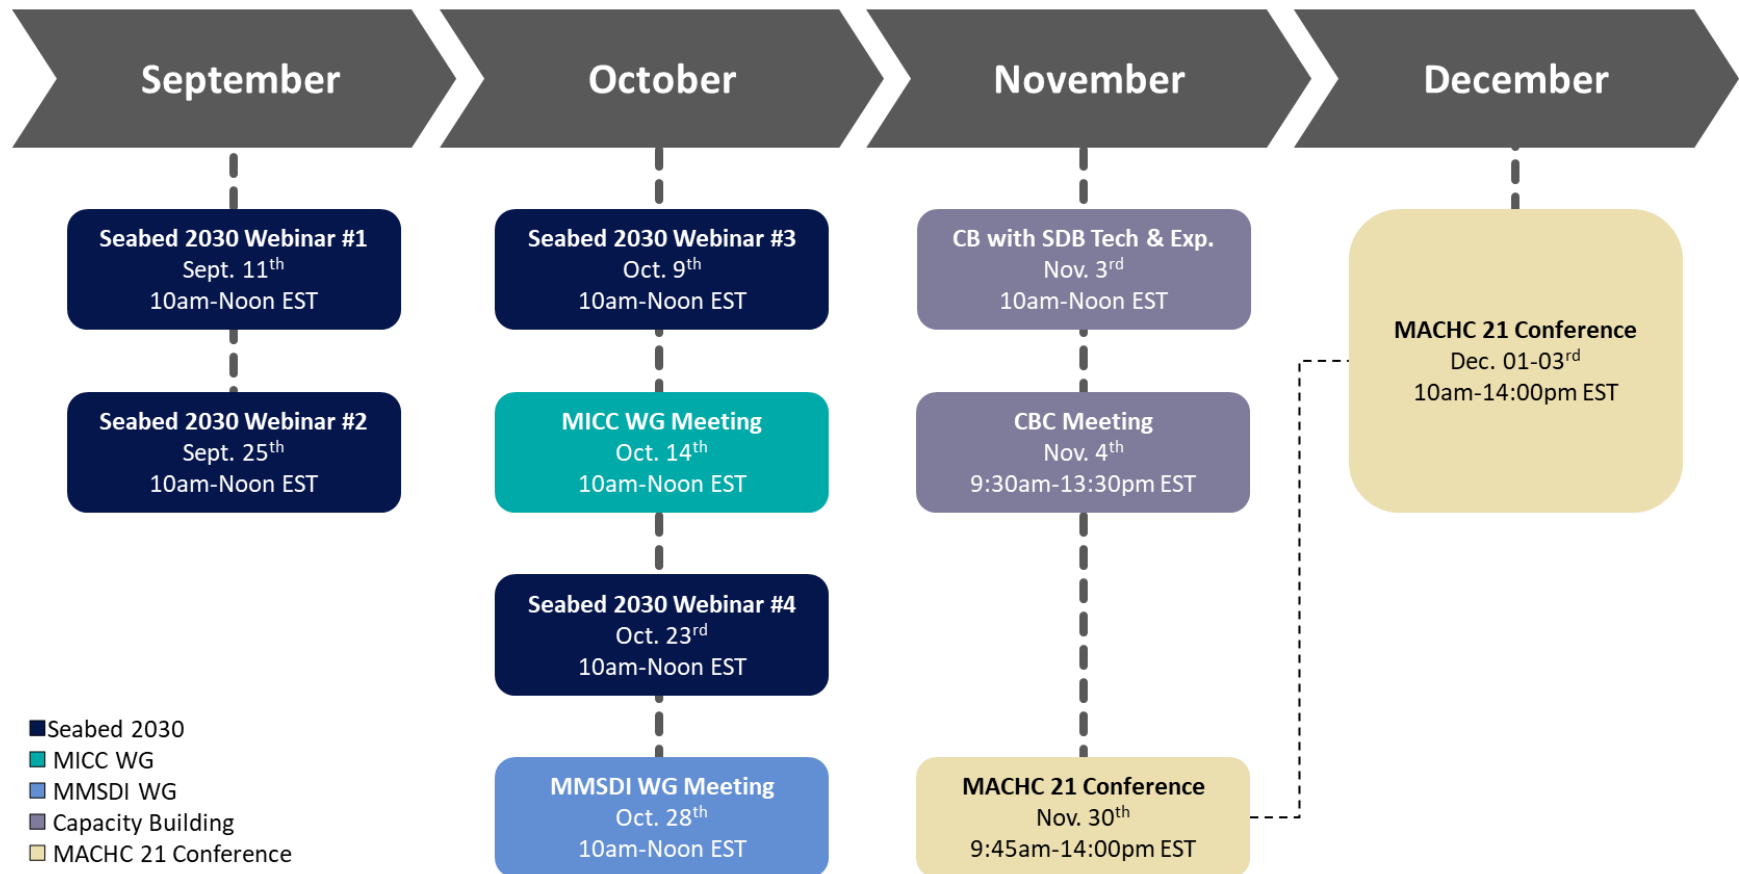 September
October
November
December
Seabed 2030 Webinar #1
Sept. 11th
10am-Noon EST
Seabed 2030 Webinar #2
Sept. 25th
10am-Noon EST
Seabed 2030 Webinar #3
Oct. 9th
10am-Noon EST
MICC WG Meeting
Oct. 14th
10am-Noon EST
Seabed 2030 Webinar #4
Oct. 23rd
10am-Noon EST
MMSDI WG Meeting
Oct. 28th
10am-Noon EST
CB with SDB Tech & Exp.
Nov. 3rd
10am-Noon EST
CBC Meeting
Nov. 4th
9:30am-13:30pm EST
MACHC 21 Conference
Nov. 30th
9:45am-14:00pm EST
MACHC 21 Conference
Dec. 01-03rd
10am-14:00pm EST
Seabed 2030
MICC WG
MMSDI WG
Capacity Building
MACHC 21 Conference